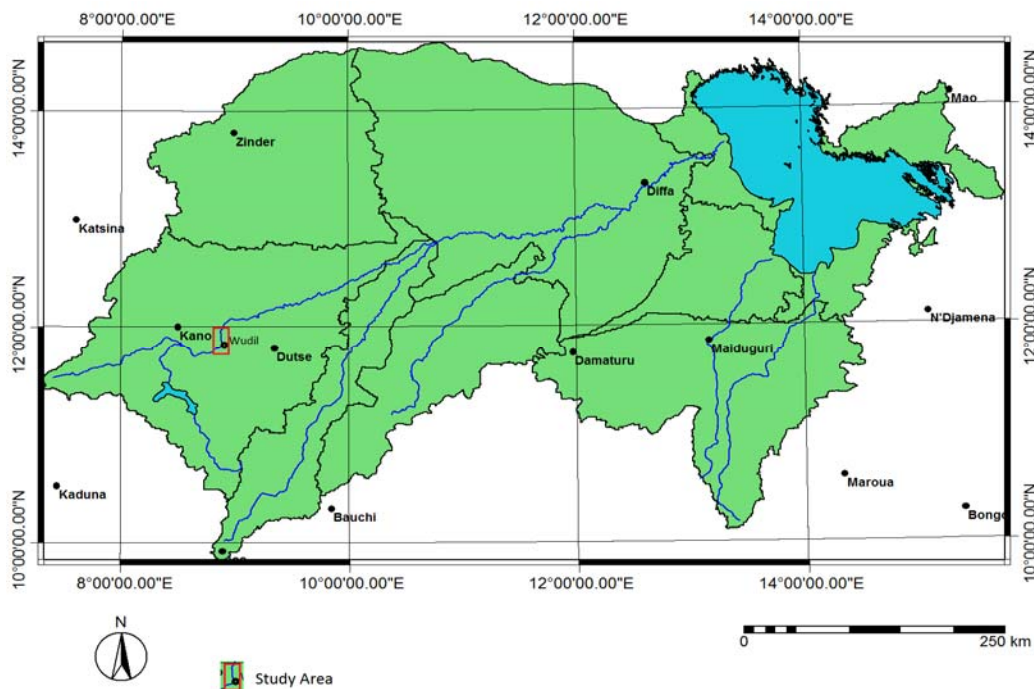 8°00'00.00"E 10°00'00.00"E 12°00'00.00"E 14°00'00.00"E
14°00'00.00"N
14°00'00.00"N
Mao
Zinder
Diffa
Katsina
12°00'00.00"N
12°00'00.00"N
N'Djamena
Kano
Wudil
Dutse
Maiduguri
Damaturu
Maroua
Kaduna
Bauchi
Bongo
10°00'00.00"N
10°00'00.00"N
8°00'00.00"E 10°00'00.00"E 12°00'00.00"E 14°00'00.00"E
N
0 250 km
Study Area